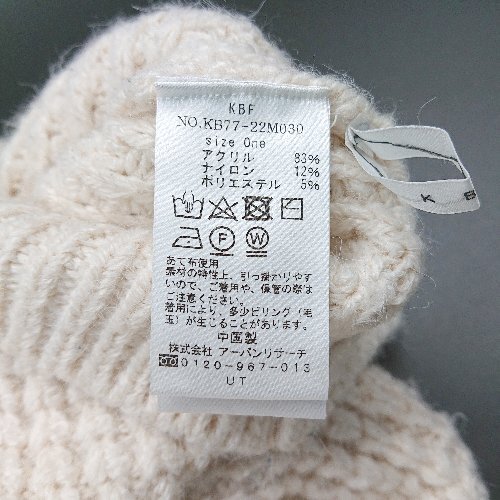 KBF
NO.KB77-22M030
Size One
アクリル 83%
ナイロン 12%
ポリエステル 5%
F W
あて布使用
素材の特性上、引っ掛かりやす
いので、ご着用や、保管の際は
ご注意ください。
着用により、多少ピリング(毛
玉)が生じることがあります。
中国製
株式会社 アーバンリサーチ
0120-967-013
UT
K B